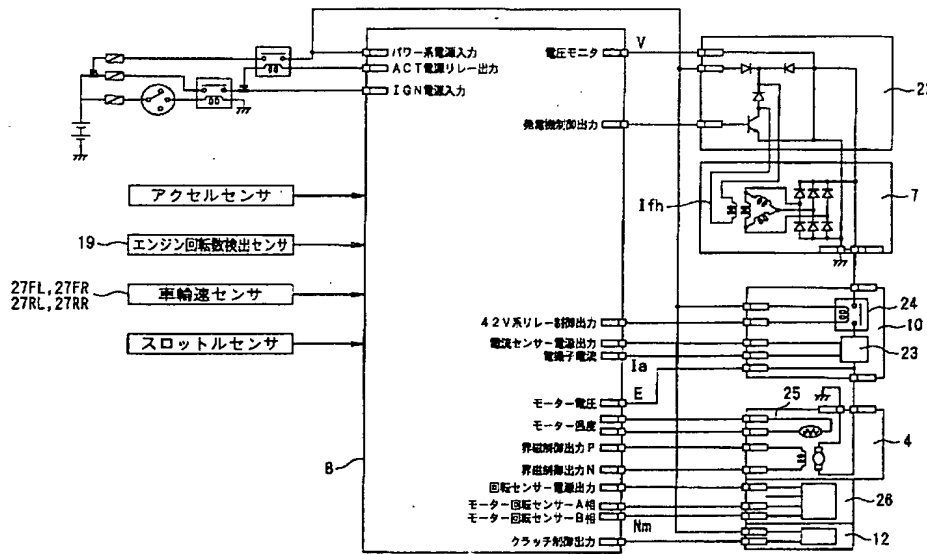 パワー系電源入力
ACT電源リレー出力
IGN電源入力
電圧モニタ
V
発電機制御出力
22
アクセルセンサ
Ifh
7
19
エンジン回転数検出センサ
27FL,27FR
27RL,27RR
車輪速センサ
スロットルセンサ
42V系リレー制御出力
24
10
電流センサー電源出力
23
電機子電流
Ia
E
モーター電圧
25
モーター温度
4
界磁制御出力P
8
界磁制御出力N
回転センサー電源出力
26
モーター回転センサーA相
モーター回転センサーB相
Nm
クラッチ制御出力
12